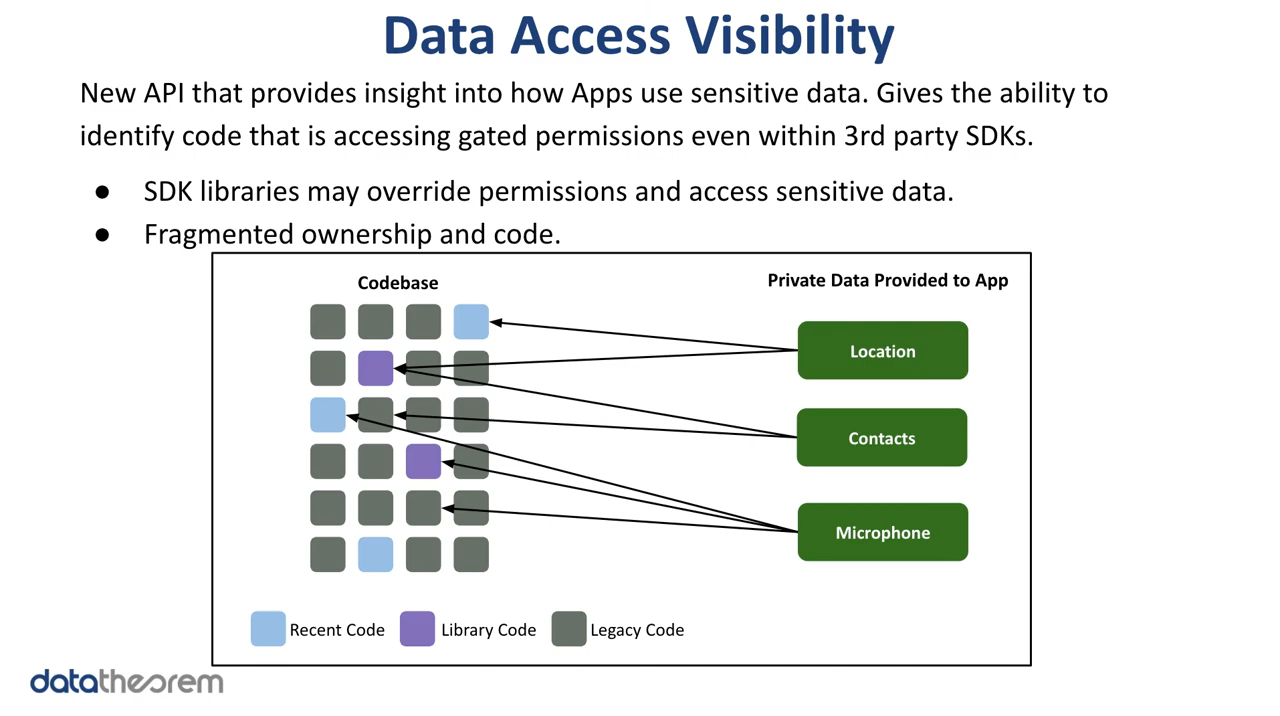 Data Access Visibility
New API that provides insight into how Apps use sensitive data. Gives the ability to
identify code that is accessing gated permissions even within 3rd party SDKs.
● SDK libraries may override permissions and access sensitive data.
● Fragmented ownership and code.
Codebase
Private Data Provided to App
Location
Contacts
Microphone
Recent Code
Library Code
Legacy Code
datatheorem